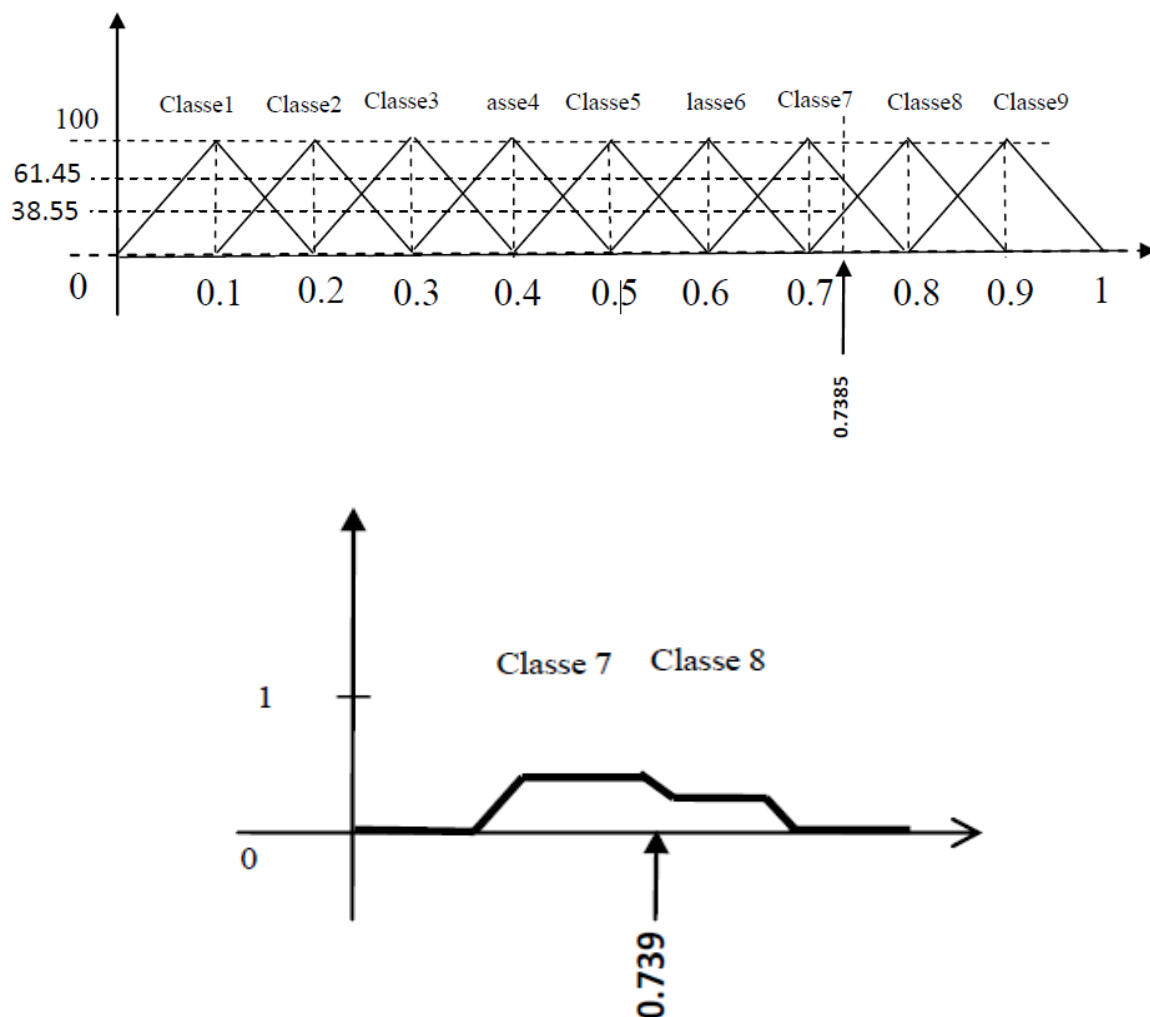 Classe1 Classe2 Classe3 asse4 Classe5 lasse6 Classe7 Classe8 Classe9
100
61.45
38.55
0 0.1 0.2 0.3 0.4 0.5 0.6 0.7 0.8 0.9 1
0.7385
Classe 7 Classe 8
1
0
0.739